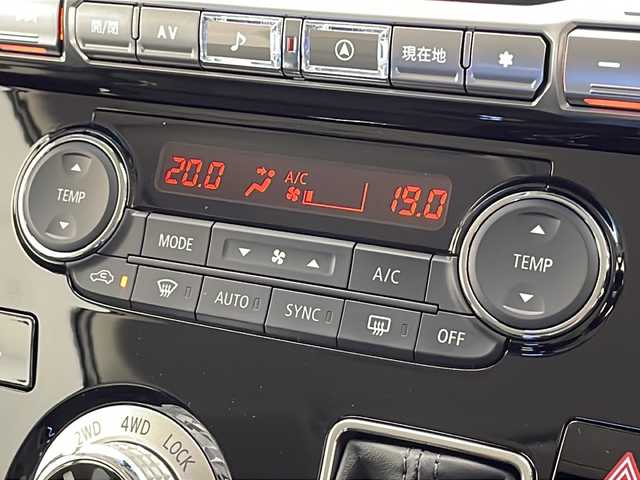 開/閉 AV 現在地
20.0 A/C 19.0
TEMP MODE A/C TEMP
AUTO SYNC OFF
2WD 4WD LOCK